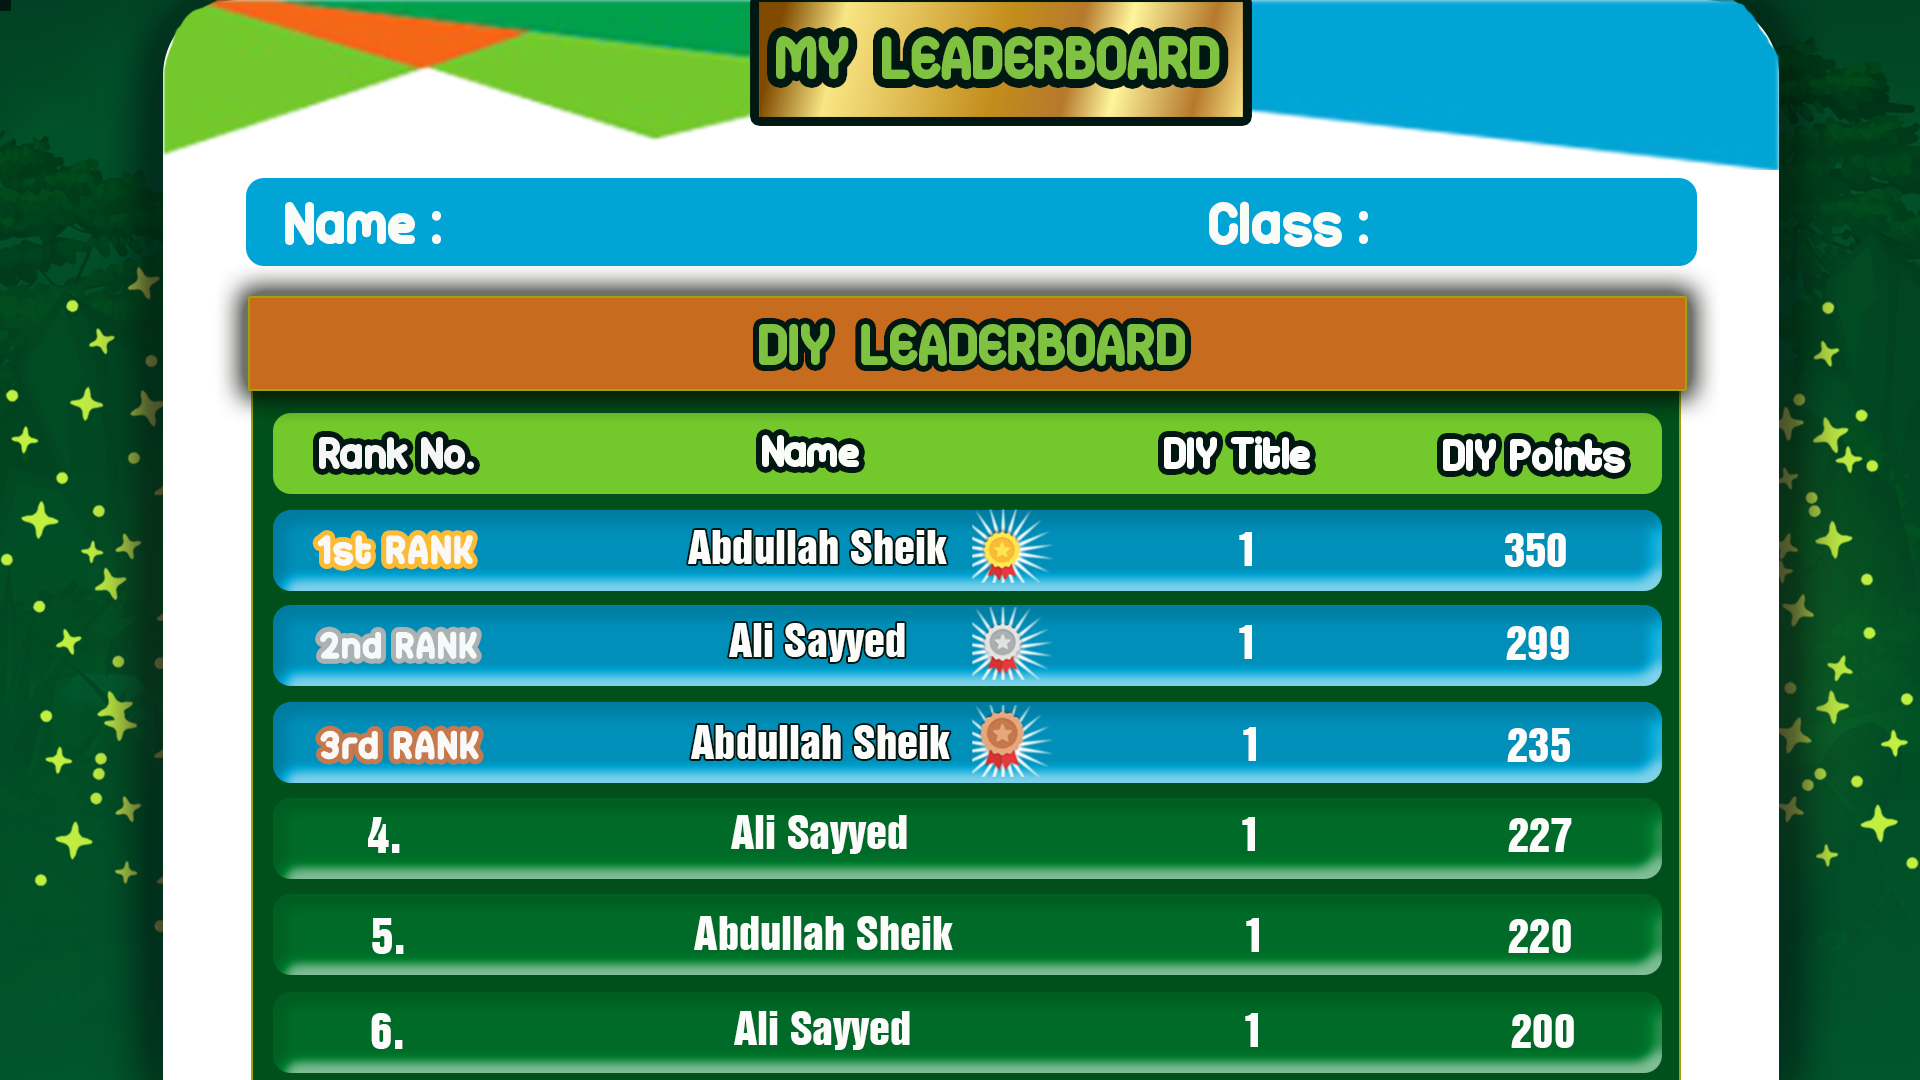 MY LEADERBOARD
Name : Class :
DIY LEADERBOARD
Rank No. Name DIY Title DIY Points
1st RANK Abdullah Sheik 1 350
2nd RANK Ali Sayyed 1 299
3rd RANK Abdullah Sheik 1 235
4. Ali Sayyed 1 227
5. Abdullah Sheik 1 220
6. Ali Sayyed 1 200